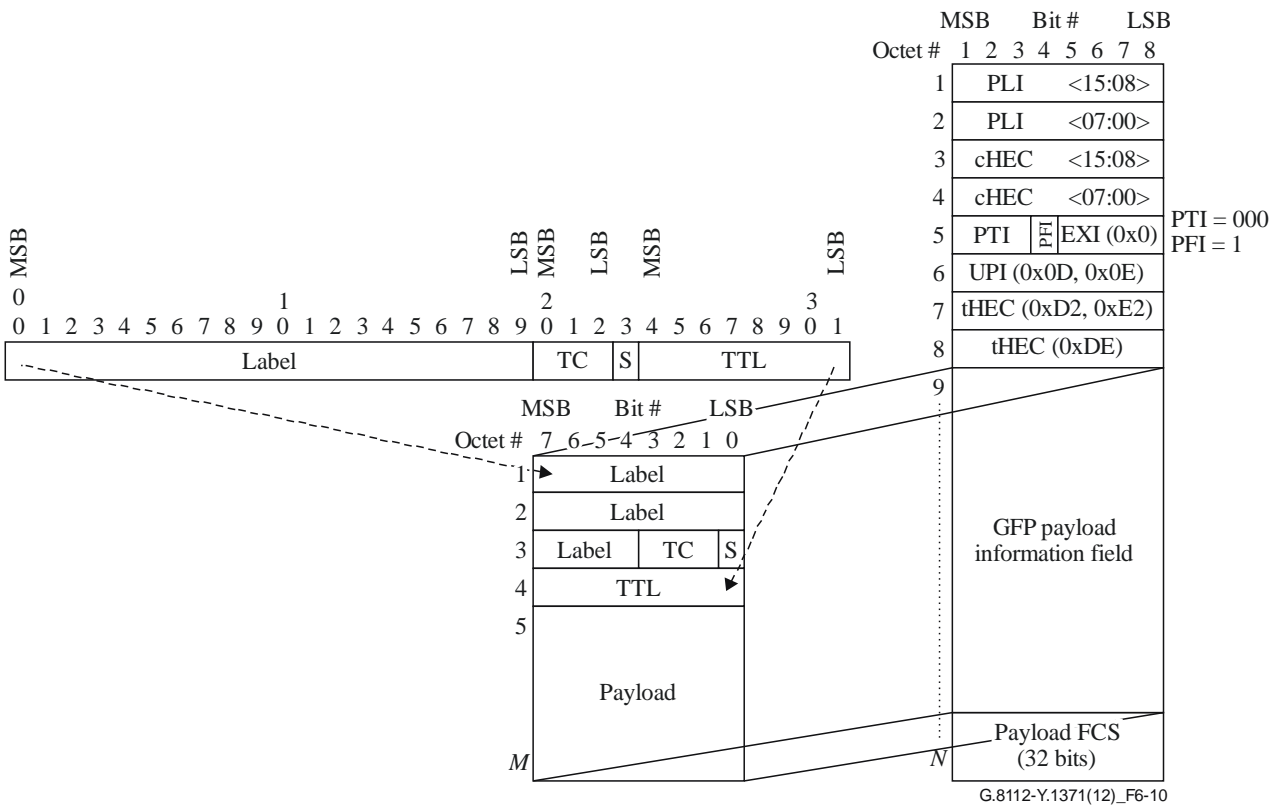 MSB Bit # LSB
Octet # 1 2 3 4 5 6 7 8
1 PLI <15:08>
2 PLI <07:00>
3 cHEC <15:08>
4 cHEC <07:00>
5 PTI PFI EXI (0x0) PTI = 000
PFI = 1
6 UPI (0x0D, 0x0E)
7 tHEC (0xD2, 0xE2)
8 tHEC (0xDE)
9
GFP payload
information field
N
Payload FCS
(32 bits)
MSB LSB MSB LSB MSB LSB
0 1 2 3
0 1 2 3 4 5 6 7 8 9 0 1 2 3 4 5 6 7 8 9 0 1 2 3 4 5 6 7 8 9 0 1
Label TC S TTL
MSB Bit # LSB
Octet # 7 6 5 4 3 2 1 0
1 Label
2 Label
3 Label TC S
4 TTL
5
Payload
M
G.8112-Y.1371(12)_F6-10